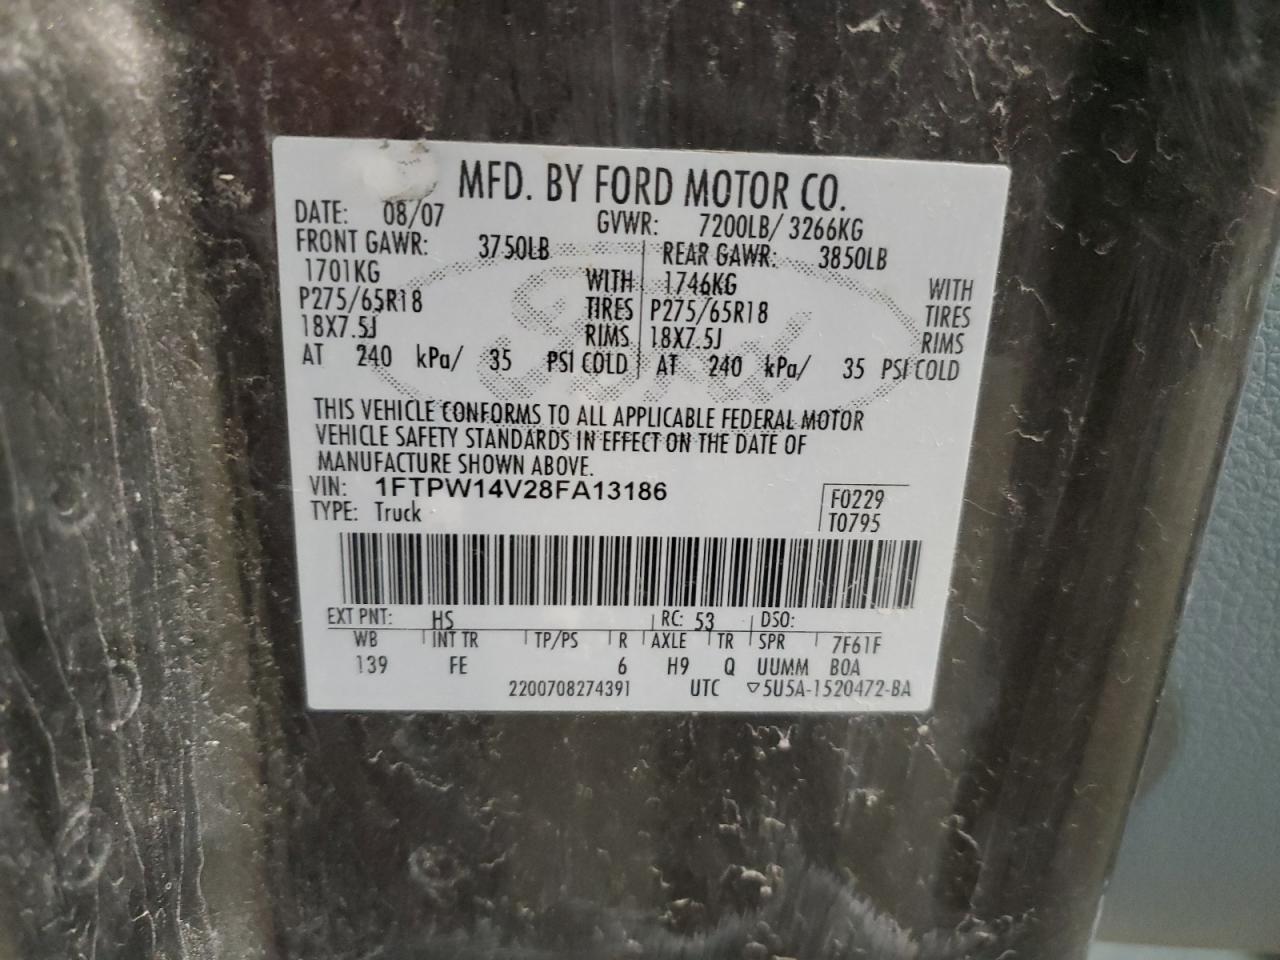 MFD. BY FORD MOTOR CO.
DATE: 08/07 GVWR: 7200LB/ 3266KG
FRONT GAWR: 3750LB REAR GAWR: 3850LB
1701KG WITH 1746KG WITH
P275/65R18 TIRES P275/65R18 TIRES
18X7.5J RIMS 18X7.5J RIMS
AT 240 kPa/ 35 PSI COLD AT 240 kPa/ 35 PSI COLD
THIS VEHICLE CONFORMS TO ALL APPLICABLE FEDERAL MOTOR
VEHICLE SAFETY STANDARDS IN EFFECT ON THE DATE OF
MANUFACTURE SHOWN ABOVE.
VIN: 1FTPW14V28FA13186 F0229
TYPE: Truck T0795
EXT PNT: HS RC: 53 DSO:
WB INT TR TP/PS R AXLE TR SPR 7F61F
139 FE 6 H9 Q UUMM BOA
2200708274391 UTC ▽5U5A-1520472-BA